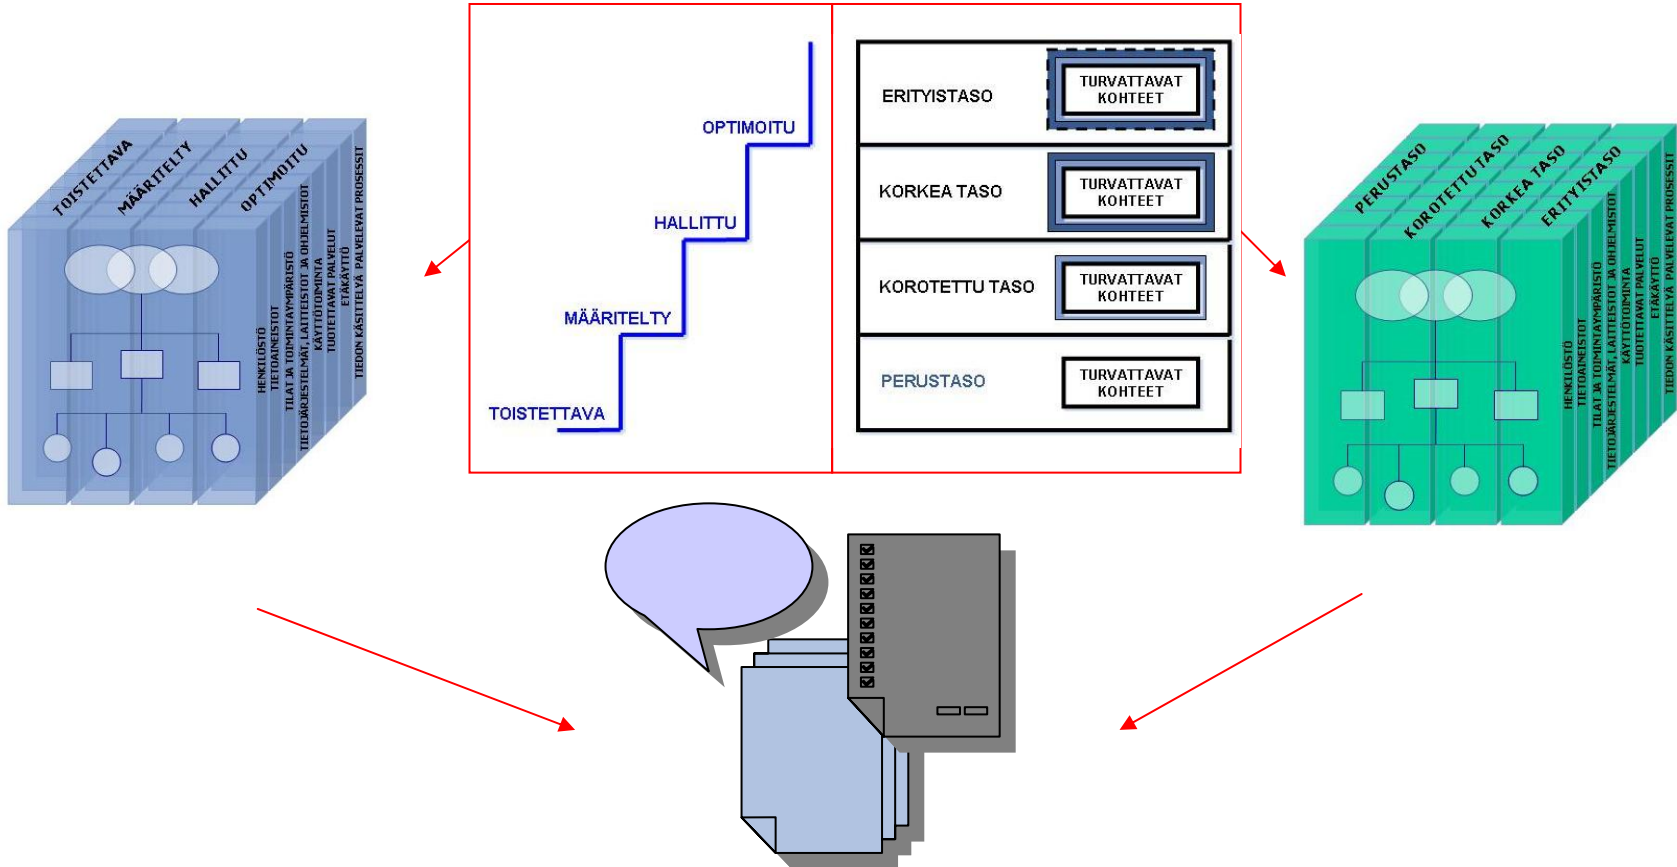 TOISTETTAVA
MÄÄRITELTY
HALLITTU
OPTIMOITU
HENKILÖSTÖ
TIETOAINEISTOT
TILAT JA TOIMINTAYMPÄRISTÖ
TIETOJÄRJESTELMÄT, LAITTEISTOT JA OHJELMISTOT
KÄYTTÖTOIMINTA
TUOTETTAVAT PALVELUT
ETÄKÄYTTÖ
TIEDON KÄSITTELYÄ PALVELEVAT PROSESSIT
OPTIMOITU
HALLITTU
MÄÄRITELTY
TOISTETTAVA
ERITYISTASO
TURVATTAVAT
KOHTEET
KORKEA TASO
TURVATTAVAT
KOHTEET
KOROTETTU TASO
TURVATTAVAT
KOHTEET
PERUSTASO
TURVATTAVAT
KOHTEET
PERUSTASO
KOROTETTU TASO
KORKEA TASO
ERITYISTASO
HENKILÖSTÖ
TIETOAINEISTOT
TILAT JA TOIMINTAYMPÄRISTÖ
TIETOJÄRJESTELMÄT, LAITTEISTOT JA OHJELMISTOT
KÄYTTÖTOIMINTA
TUOTETTAVAT PALVELUT
ETÄKÄYTTÖ
TIEDON KÄSITTELYÄ PALVELEVAT PROSESSIT